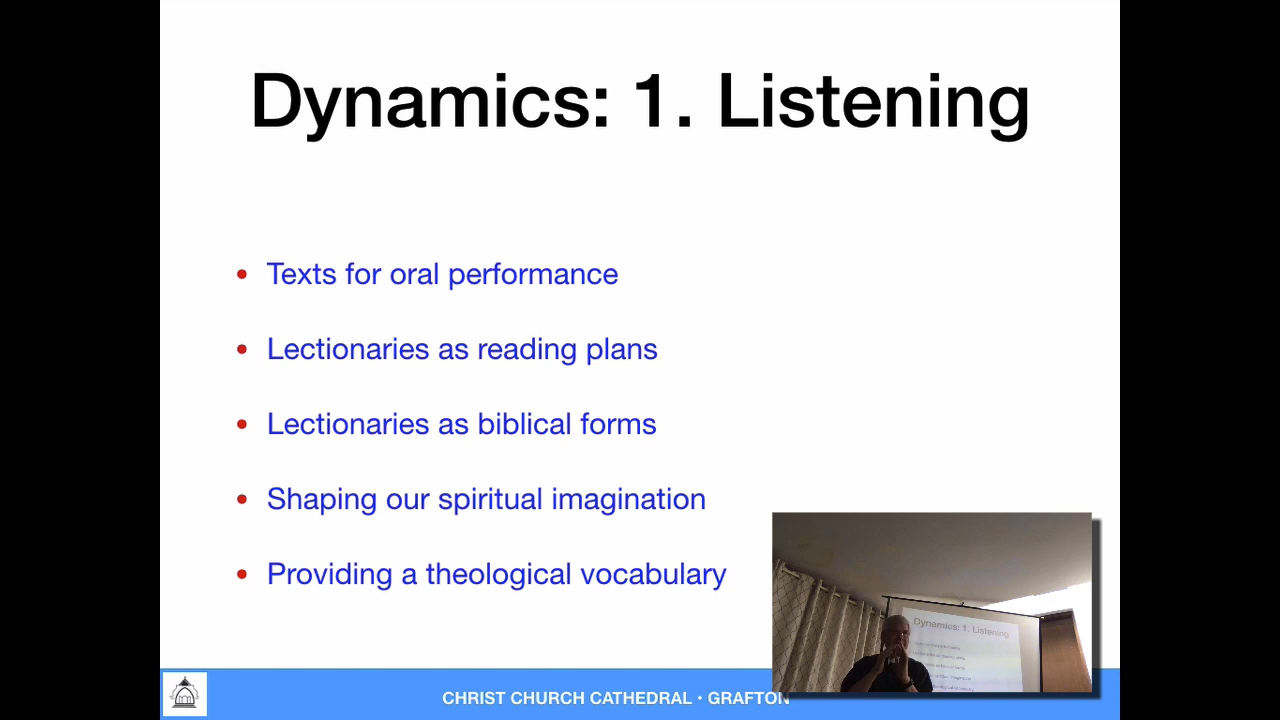 Dynamics: 1. Listening
• Texts for oral performance
• Lectionaries as reading plans
• Lectionaries as biblical forms
• Shaping our spiritual imagination
• Providing a theological vocabulary
Dynamics: 1. Listening
CHRIST CHURCH CATHEDRAL • GRAFTON